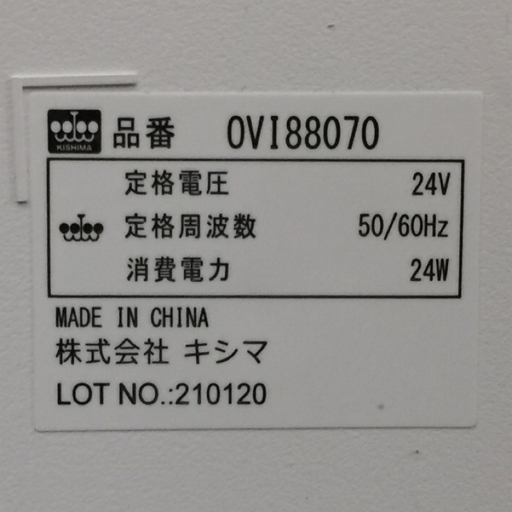 KISHIMA 品番 OVI88070
定格電圧 24V
定格周波数 50/60Hz
消費電力 24W
MADE IN CHINA
株式会社 キシマ
LOT NO.:210120